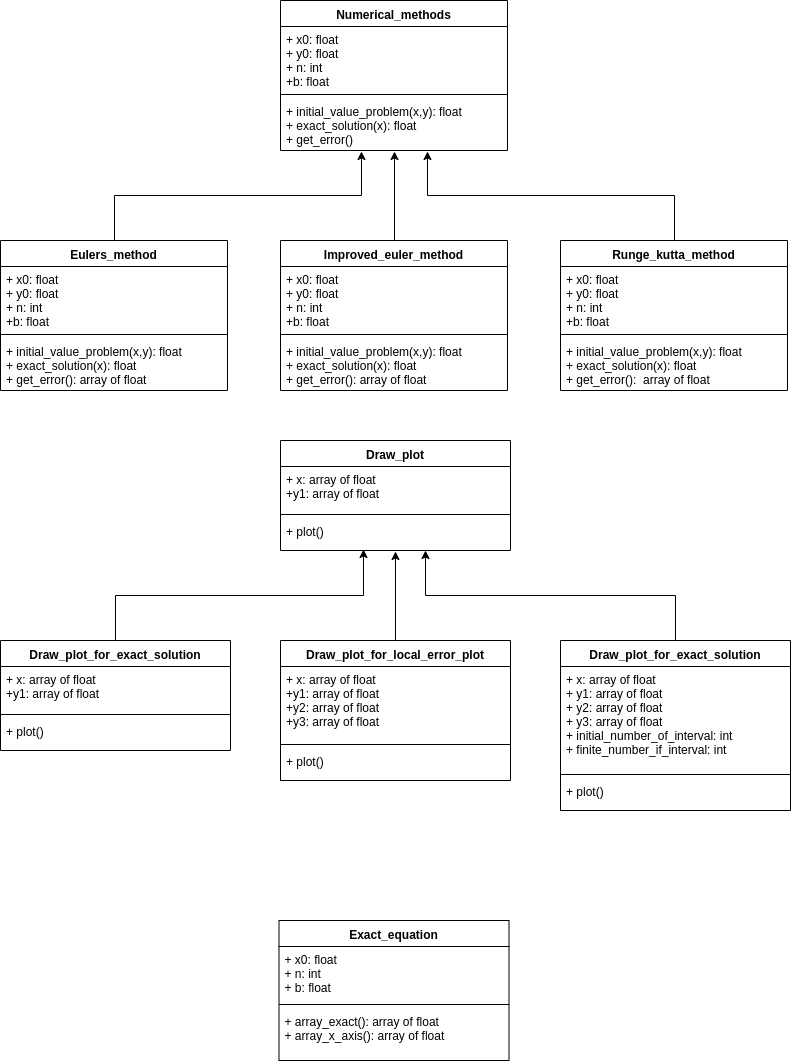 Numerical_methods
+ x0: float
+ y0: float
+ n: int
+b: float
+ initial_value_problem(x,y): float
+ exact_solution(x): float
+ get_error()
Eulers_method
+ x0: float
+ y0: float
+ n: int
+b: float
+ initial_value_problem(x,y): float
+ exact_solution(x): float
+ get_error(): array of float
Improved_euler_method
+ x0: float
+ y0: float
+ n: int
+b: float
+ initial_value_problem(x,y): float
+ exact_solution(x): float
+ get_error(): array of float
Runge_kutta_method
+ x0: float
+ y0: float
+ n: int
+b: float
+ initial_value_problem(x,y): float
+ exact_solution(x): float
+ get_error():  array of float
Draw_plot
+ x: array of float
+y1: array of float
+ plot()
Draw_plot_for_exact_solution
+ x: array of float
+y1: array of float
+ plot()
Draw_plot_for_local_error_plot
+ x: array of float
+y1: array of float
+y2: array of float
+y3: array of float
+ plot()
Draw_plot_for_exact_solution
+ x: array of float
+ y1: array of float
+ y2: array of float
+ y3: array of float
+ initial_number_of_interval: int
+ finite_number_if_interval: int
+ plot()
Exact_equation
+ x0: float
+ n: int
+ b: float
+ array_exact(): array of float
+ array_x_axis(): array of float